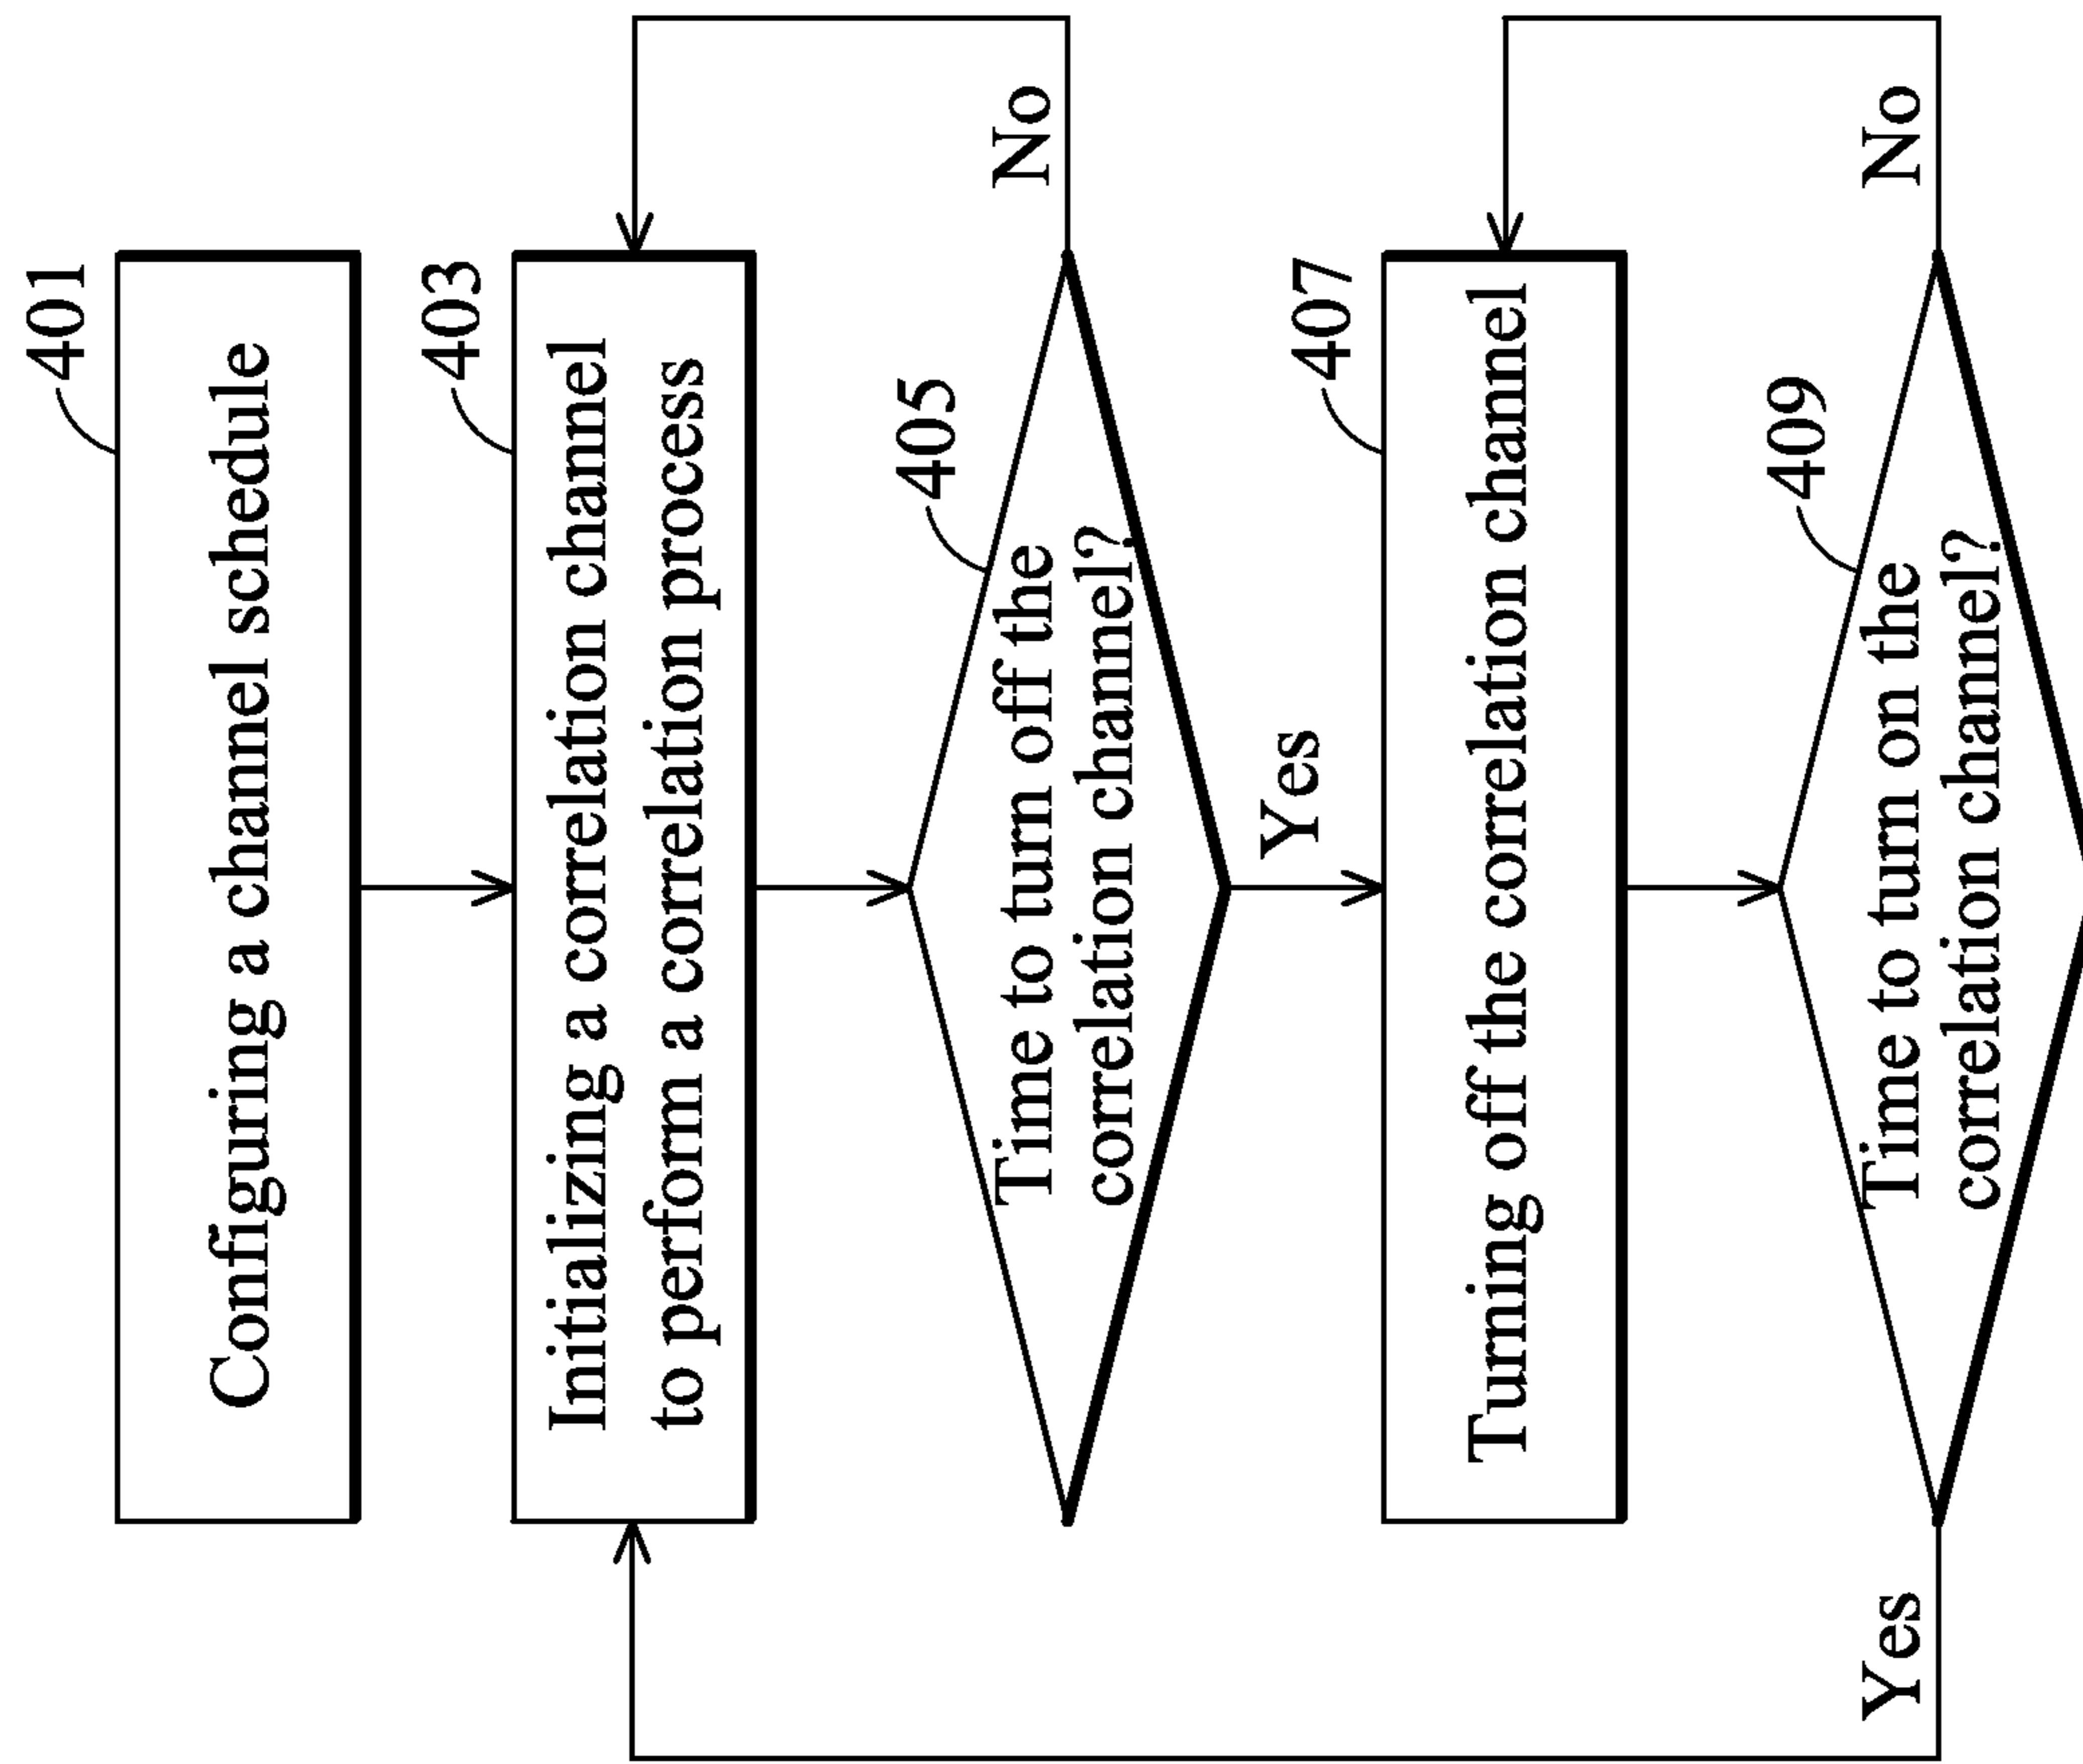 401
Configuring a channel schedule
403
Initializing a correlation channel
to perform a correlation process
405
Time to turn off the
correlation channel?
No
Yes
407
Turning off the correlation channel
409
Time to turn on the
correlation channel?
No
Yes